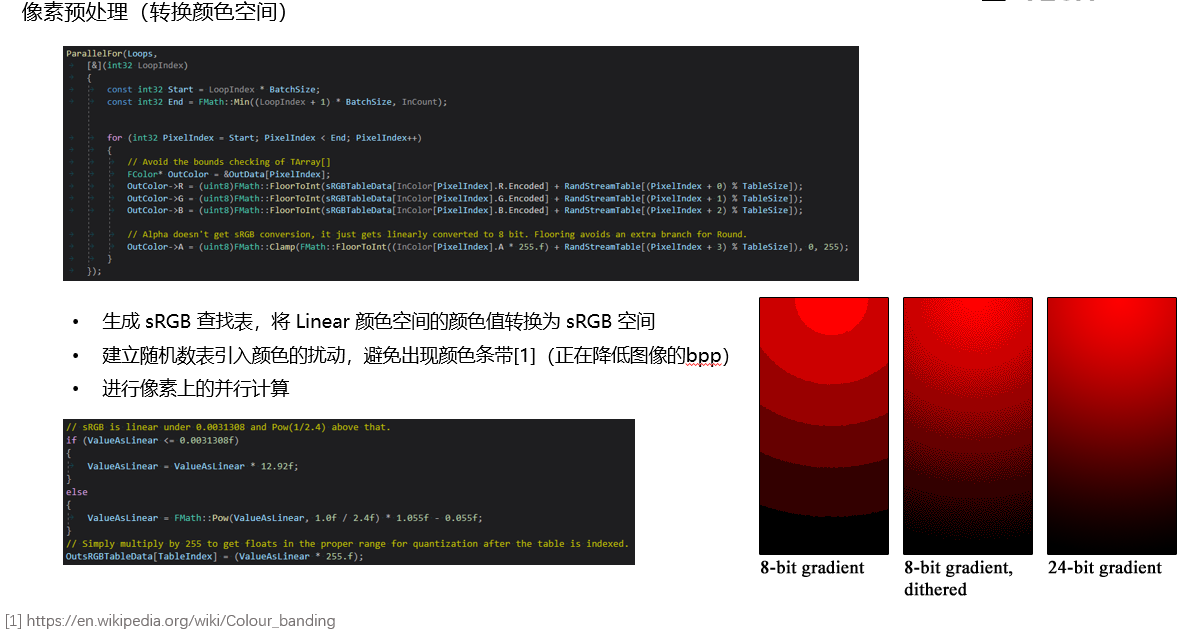 像素预处理（转换颜色空间）
ParallelFor(Loops,
[&](int32 LoopIndex)
{
const int32 Start = LoopIndex * BatchSize;
const int32 End = FMath::Min((LoopIndex + 1) * BatchSize, InCount);
for (int32 PixelIndex = Start; PixelIndex < End; PixelIndex++)
{
// Avoid the bounds checking of TArray[]
FColor* OutColor = &OutData[PixelIndex];
OutColor->R = (uint8)FMath::FloorToInt(sRGBTableData[InColor[PixelIndex].R.Encoded] + RandStreamTable[(PixelIndex + 0) % TableSize]);
OutColor->G = (uint8)FMath::FloorToInt(sRGBTableData[InColor[PixelIndex].G.Encoded] + RandStreamTable[(PixelIndex + 1) % TableSize]);
OutColor->B = (uint8)FMath::FloorToInt(sRGBTableData[InColor[PixelIndex].B.Encoded] + RandStreamTable[(PixelIndex + 2) % TableSize]);
// Alpha doesn't get sRGB conversion, it just gets linearly converted to 8 bit. Flooring avoids an extra branch for Round.
OutColor->A = (uint8)FMath::Clamp(FMath::FloorToInt((InColor[PixelIndex].A * 255.f) + RandStreamTable[(PixelIndex + 3) % TableSize]), 0, 255);
}
});
• 生成 sRGB 查找表，将 Linear 颜色空间的颜色值转换为 sRGB 空间
• 建立随机数表引入颜色的扰动，避免出现颜色条带[1]（正在降低图像的bpp）
• 进行像素上的并行计算
// sRGB is linear under 0.0031308 and Pow(1/2.4) above that.
if (ValueAsLinear <= 0.0031308f)
{
ValueAsLinear = ValueAsLinear * 12.92f;
}
else
{
ValueAsLinear = FMath::Pow(ValueAsLinear, 1.0f / 2.4f) * 1.055f - 0.055f;
}
// Simply multiply by 255 to get floats in the proper range for quantization after the table is indexed.
OutsRGBTableData[TableIndex] = (ValueAsLinear * 255.f);
8-bit gradient
8-bit gradient,
dithered
24-bit gradient
[1] https://en.wikipedia.org/wiki/Colour_banding